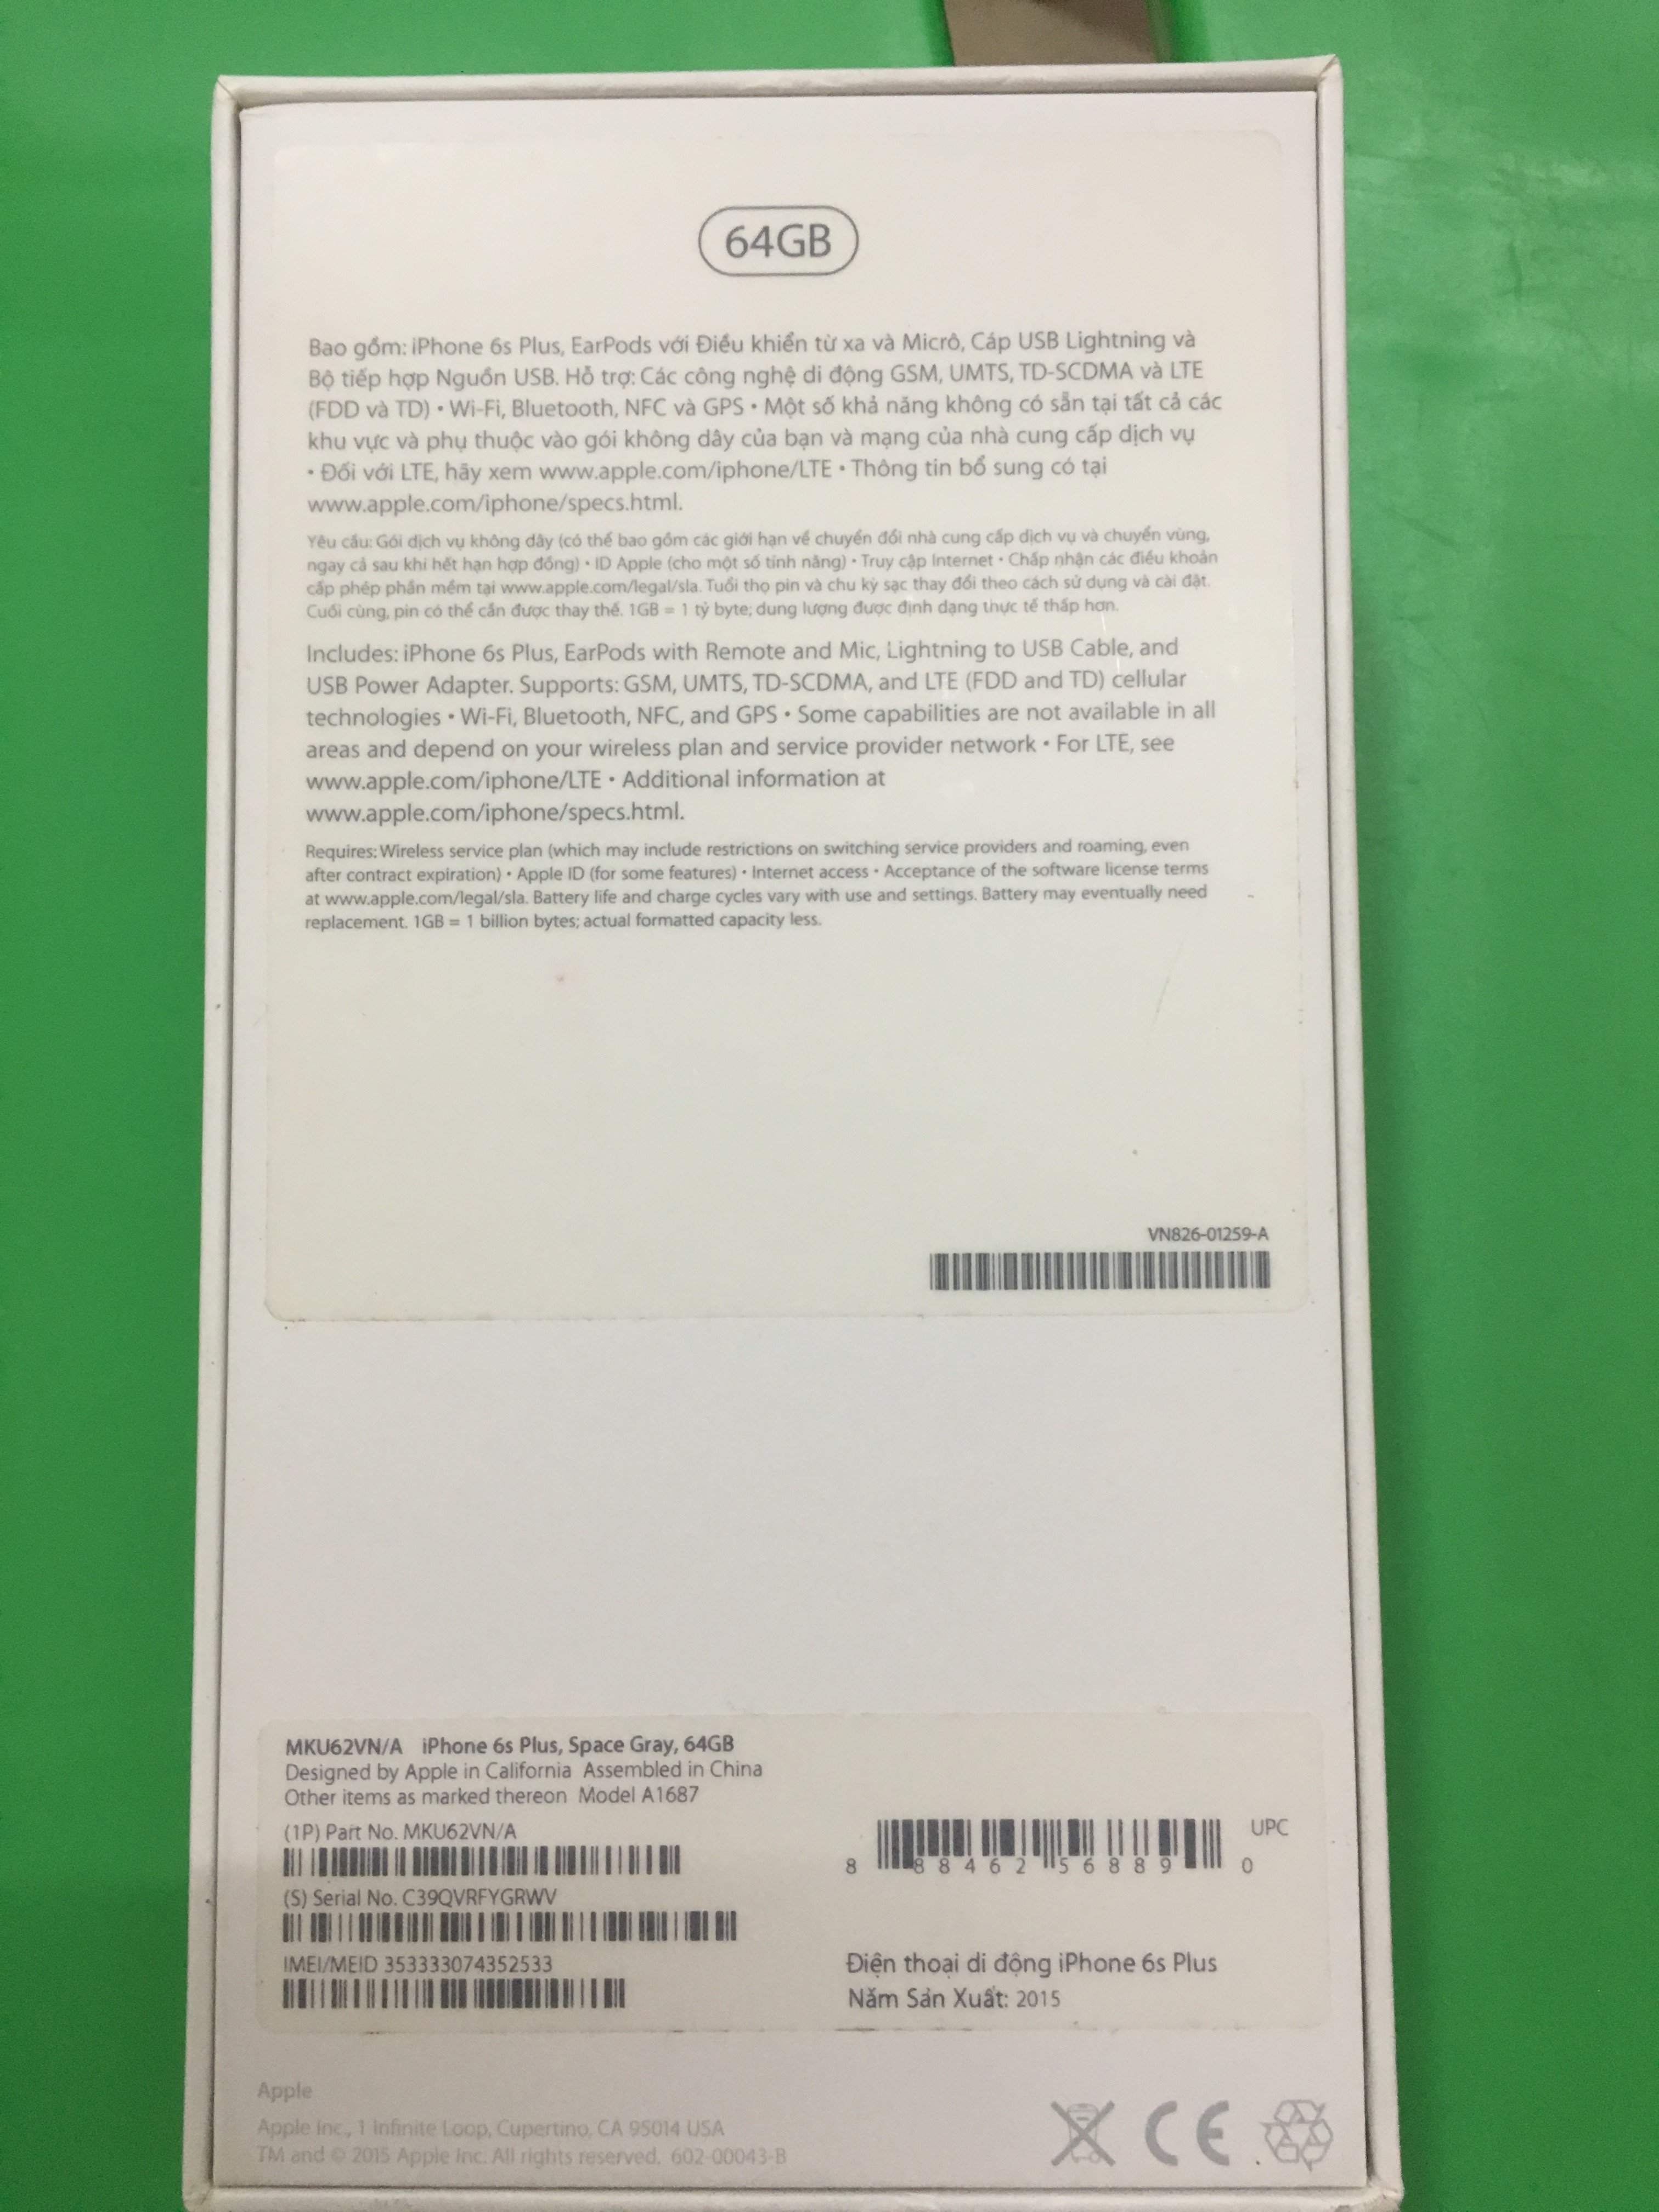 64GB
Bao gồm: iPhone 6s Plus, EarPods với Điều khiển từ xa và Micrô, Cáp USB Lightning và
Bộ tiếp hợp Nguồn USB. Hỗ trợ: Các công nghệ di động GSM, UMTS, TD-SCDMA và LTE
(FDD và TD) • Wi-Fi, Bluetooth, NFC và GPS • Một số khả năng không có sẵn tại tất cả các
khu vực và phụ thuộc vào gói không dây của bạn và mạng của nhà cung cấp dịch vụ
• Đối với LTE, hãy xem www.apple.com/iphone/LTE • Thông tin bổ sung có tại
www.apple.com/iphone/specs.html.
Yêu cầu: Gói dịch vụ không dây (có thể bao gồm các giới hạn về chuyển đổi nhà cung cấp dịch vụ và chuyển vùng,
ngay cả sau khi hết hạn hợp đồng) • ID Apple (cho một số tính năng) • Truy cập Internet • Chấp nhận các điều khoản
cấp phép phần mềm tại www.apple.com/legal/sla. Tuổi thọ pin và chu kỳ sạc thay đổi theo cách sử dụng và cài đặt.
Cuối cùng, pin có thể cần được thay thế. 1GB = 1 tỷ byte; dung lượng được định dạng thực tế thấp hơn.
Includes: iPhone 6s Plus, EarPods with Remote and Mic, Lightning to USB Cable, and
USB Power Adapter. Supports: GSM, UMTS, TD-SCDMA, and LTE (FDD and TD) cellular
technologies • Wi-Fi, Bluetooth, NFC, and GPS • Some capabilities are not available in all
areas and depend on your wireless plan and service provider network • For LTE, see
www.apple.com/iphone/LTE • Additional information at
www.apple.com/iphone/specs.html.
Requires: Wireless service plan (which may include restrictions on switching service providers and roaming, even
after contract expiration) • Apple ID (for some features) • Internet access • Acceptance of the software license terms
at www.apple.com/legal/sla. Battery life and charge cycles vary with use and settings. Battery may eventually need
replacement. 1GB = 1 billion bytes; actual formatted capacity less.
VN826-01259-A
MKU62VN/A iPhone 6s Plus, Space Gray, 64GB
Designed by Apple in California Assembled in China
Other items as marked thereon Model A1687
(1P) Part No. MKU62VN/A
(S) Serial No. C39QVRFYGRWV
IMEI/MEID 353333074352533
UPC
8 88462 56889 0
Điện thoại di động iPhone 6s Plus
Năm Sản Xuất: 2015
Apple
Apple Inc., 1 Infinite Loop, Cupertino, CA 95014 USA
TM and © 2015 Apple Inc. All rights reserved. 602-00043-B
CE